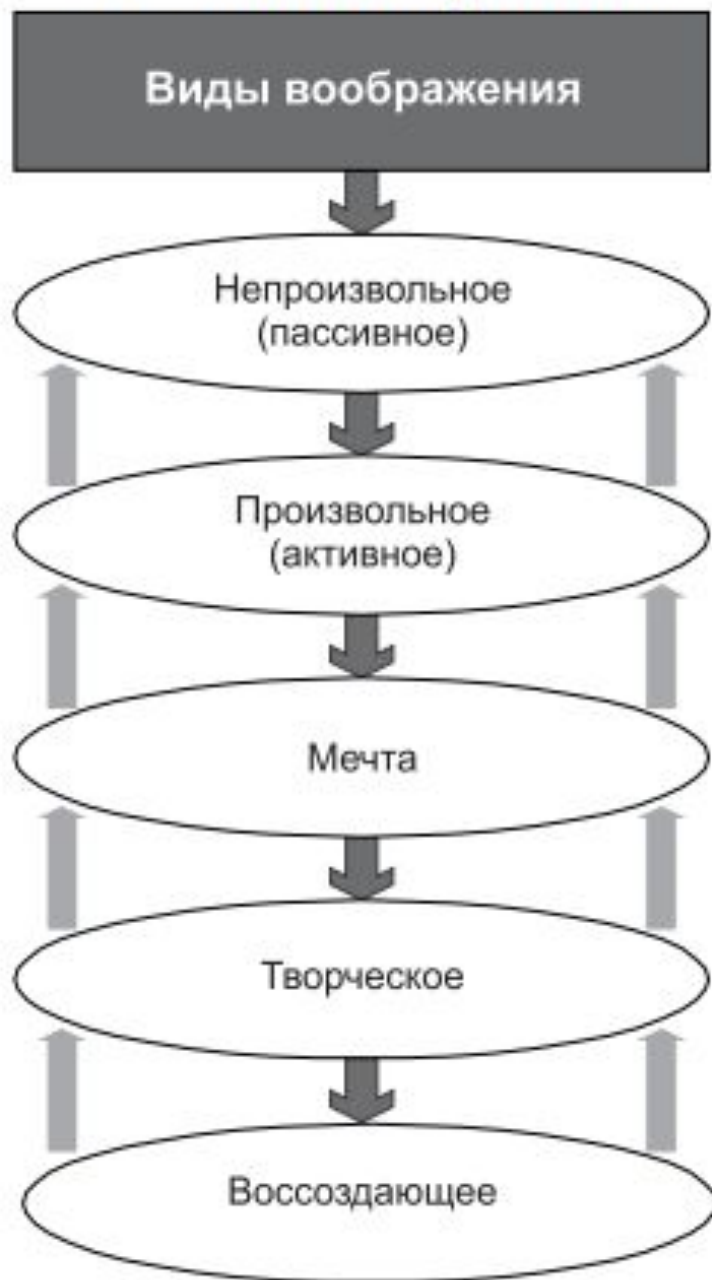 Виды воображения
Непроизвольное
(пассивное)
Произвольное
(активное)
Мечта
Творческое
Воссоздающее